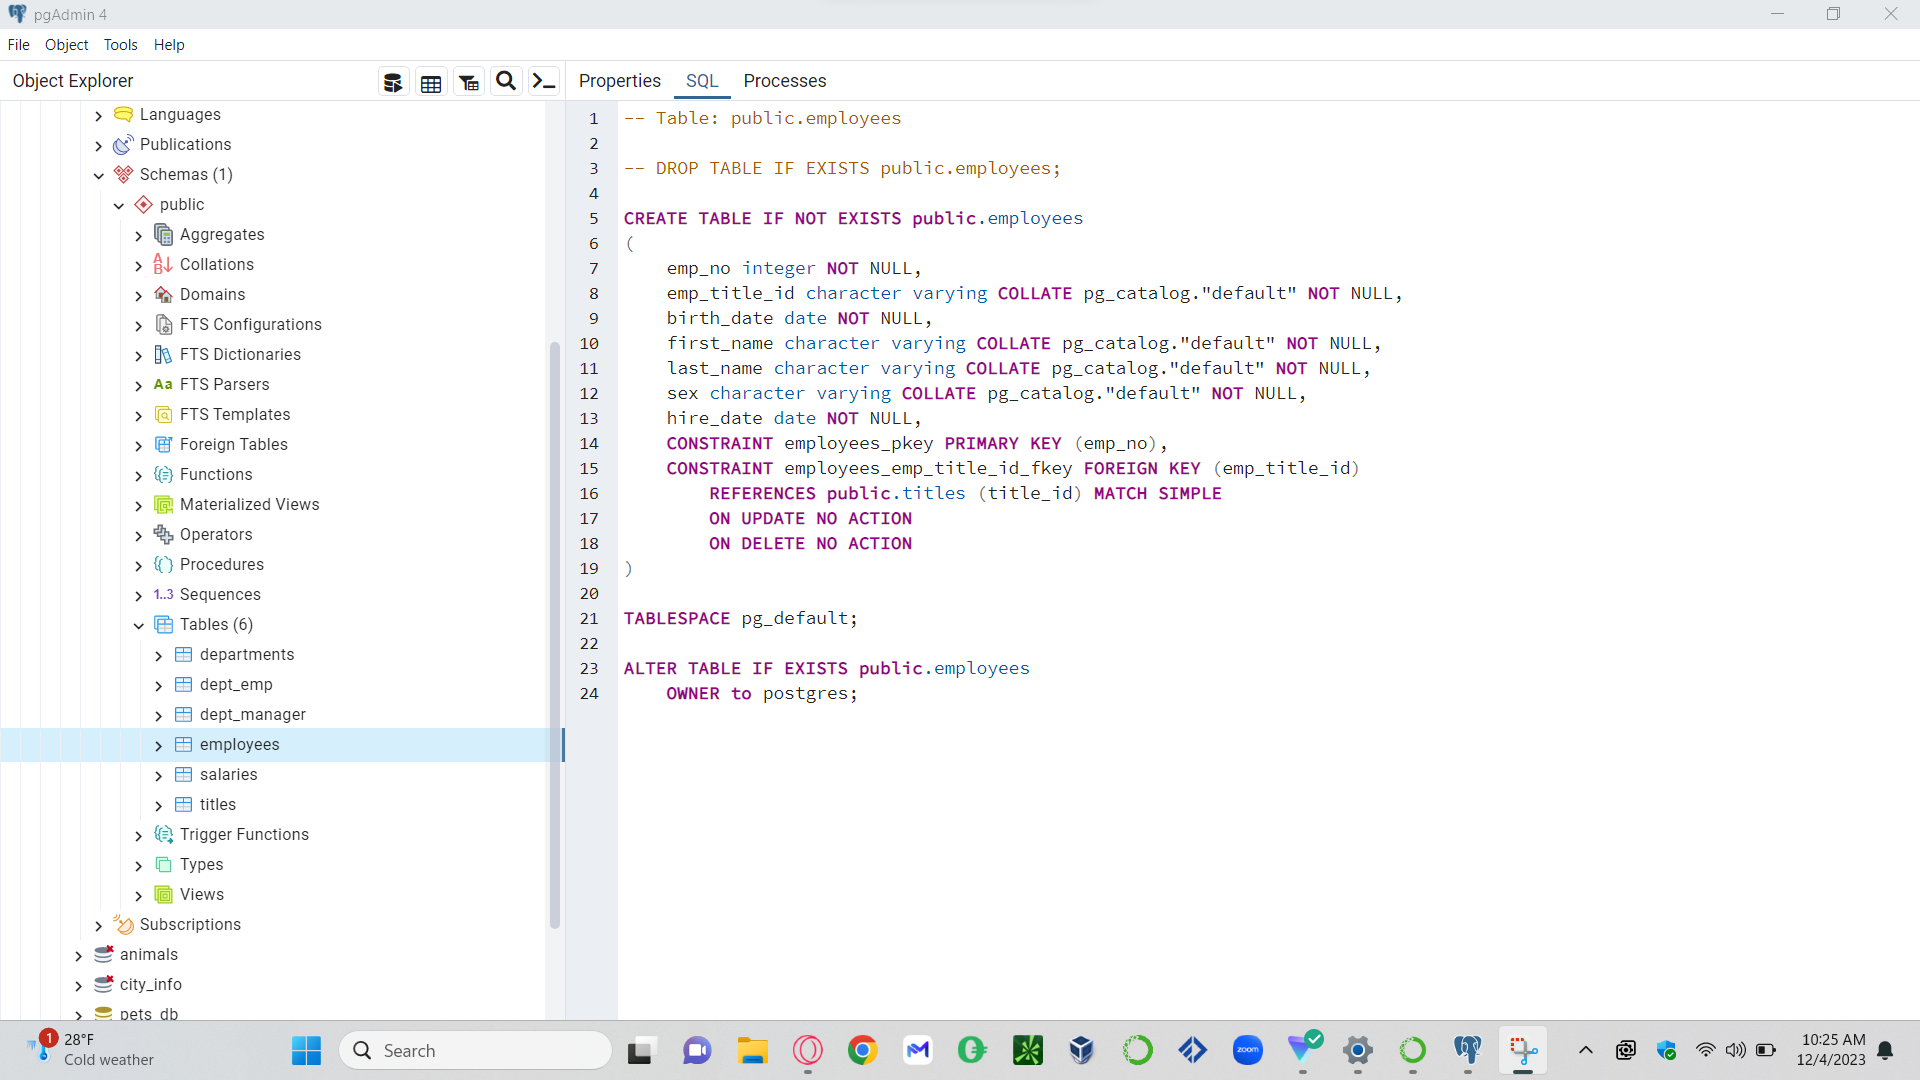 pgAdmin 4
File Object Tools Help
Object Explorer
Properties SQL Processes
Languages
Publications
Schemas (1)
public
Aggregates
Collations
Domains
FTS Configurations
FTS Dictionaries
Aa FTS Parsers
FTS Templates
Foreign Tables
Functions
Materialized Views
Operators
Procedures
1..3 Sequences
Tables (6)
departments
dept_emp
dept_manager
employees
salaries
titles
Trigger Functions
Types
Views
Subscriptions
animals
city_info
pets_db
1 -- Table: public.employees
2
3 -- DROP TABLE IF EXISTS public.employees;
4
5 CREATE TABLE IF NOT EXISTS public.employees
6 (
7 emp_no integer NOT NULL,
8 emp_title_id character varying COLLATE pg_catalog."default" NOT NULL,
9 birth_date date NOT NULL,
10 first_name character varying COLLATE pg_catalog."default" NOT NULL,
11 last_name character varying COLLATE pg_catalog."default" NOT NULL,
12 sex character varying COLLATE pg_catalog."default" NOT NULL,
13 hire_date date NOT NULL,
14 CONSTRAINT employees_pkey PRIMARY KEY (emp_no),
15 CONSTRAINT employees_emp_title_id_fkey FOREIGN KEY (emp_title_id)
16 REFERENCES public.titles (title_id) MATCH SIMPLE
17 ON UPDATE NO ACTION
18 ON DELETE NO ACTION
19 )
20
21 TABLESPACE pg_default;
22
23 ALTER TABLE IF EXISTS public.employees
24 OWNER to postgres;
1
28°F
Cold weather
Search
zoom
10:25 AM
12/4/2023